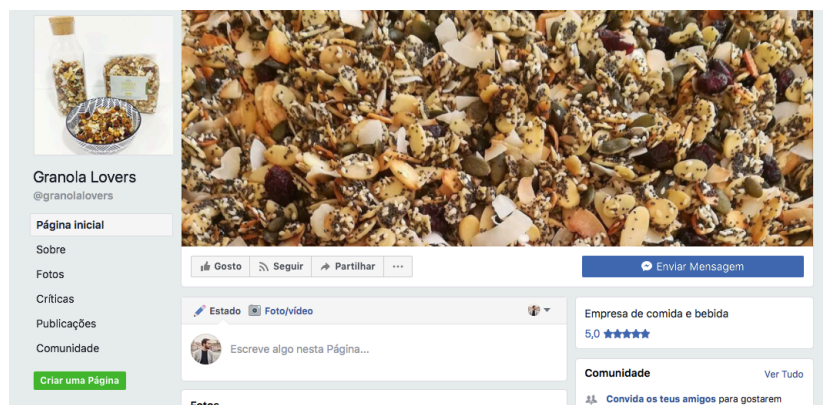 Granola Lovers
@granolalovers
Página inicial
Sobre
Fotos
Críticas
Publicações
Comunidade
Criar uma Página
Gosto Seguir Partilhar ...
Enviar Mensagem
Estado Foto/vídeo
Escreve algo nesta Página...
Fotos
Empresa de comida e bebida
5,0 ★★★★★
Comunidade Ver Tudo
Convida os teus amigos para gostarem